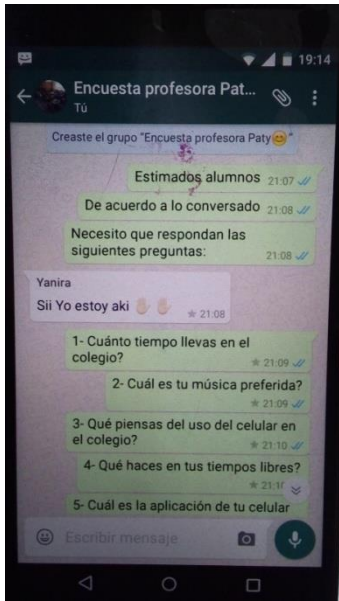 19:14
Encuesta profesora Pat...
Tú
Creaste el grupo "Encuesta profesora Paty😊"
Estimados alumnos 21:07
De acuerdo a lo conversado 21:08
Necesito que respondan las
siguientes preguntas: 21:08
Yanira
Sii Yo estoy aki ✋🏻✋🏻 21:08
1- Cuánto tiempo llevas en el
colegio? 21:09
2- Cuál es tu música preferida?
21:09
3- Qué piensas del uso del celular en
el colegio? 21:10
4- Qué haces en tus tiempos libres?
5- Cuál es la aplicación de tu celular
Escribir mensaje